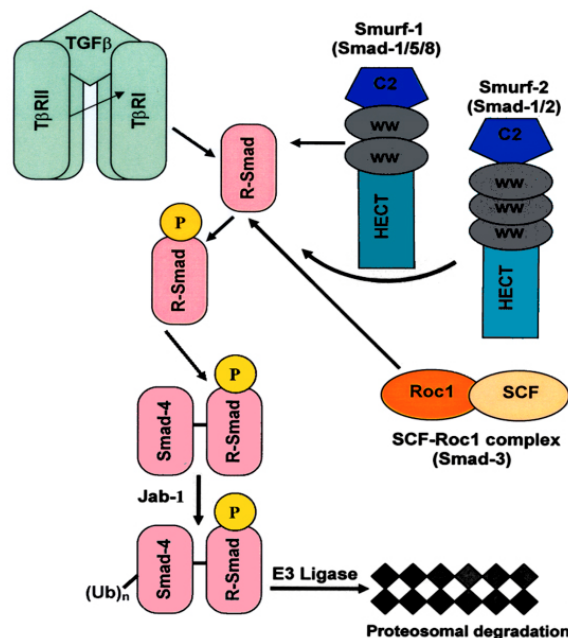 TGFβ
TβRII
TβRI
R-Smad
P
R-Smad
Smad-4
P
R-Smad
Jab-1
(Ub)n
Smad-4
P
R-Smad
E3 Ligase
Proteosomal degradation
Smurf-1
(Smad-1/5/8)
C2
WW
WW
HECT
Smurf-2
(Smad-1/2)
C2
WW
WW
WW
HECT
Roc1
SCF
SCF-Roc1 complex
(Smad-3)